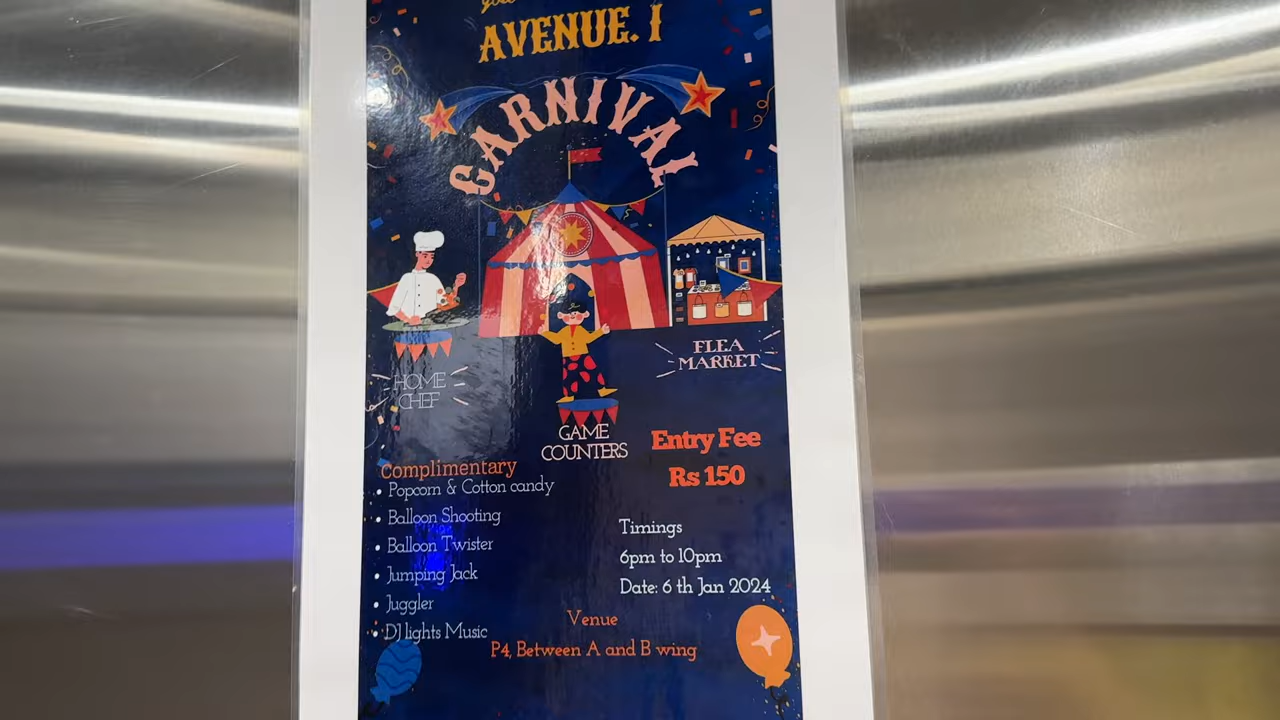 AVENUE. I
CARNIVAL
HOME
CHEF
FLEA
MARKET
GAME
COUNTERS
Entry Fee
Rs 150
Complimentary
• Popcorn & Cotton candy
• Balloon Shooting
• Balloon Twister
• Jumping Jack
• Juggler
• DJ lights Music
Timings
6pm to 10pm
Date: 6 th Jan 2024
Venue
P4, Between A and B wing